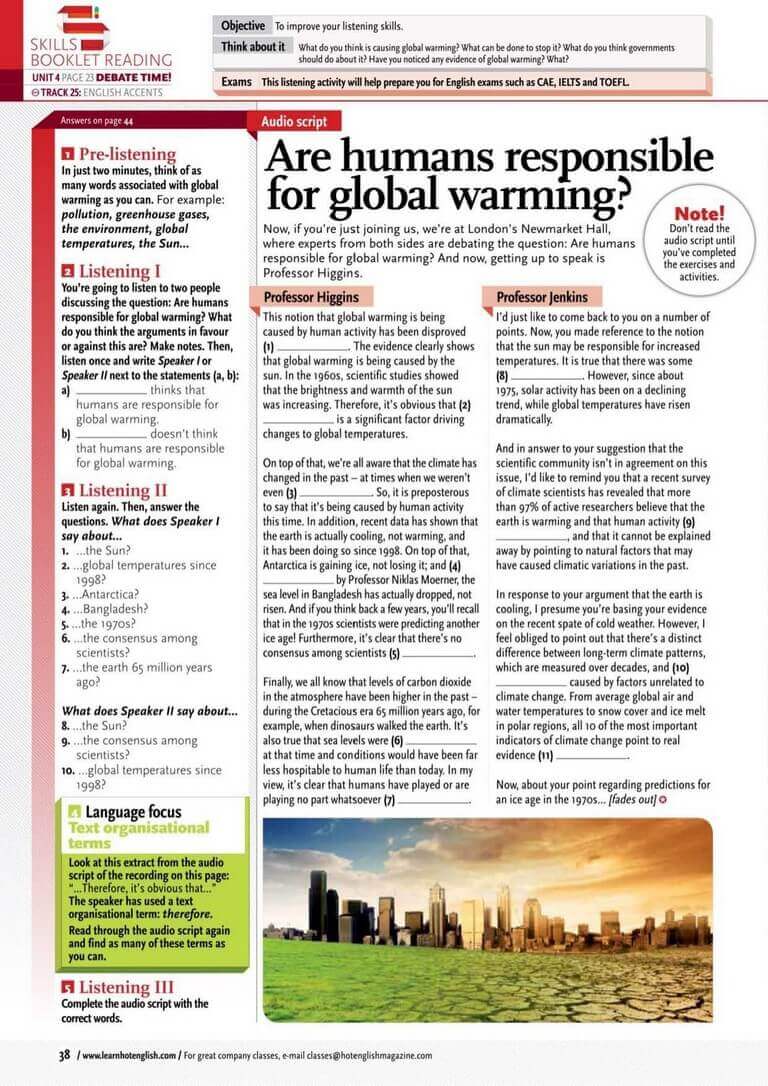 SKILLS
BOOKLET READING
UNIT 4 PAGE 23 DEBATE TIME!
TRACK 25: ENGLISH ACCENTS
Objective To improve your listening skills.
Think about it What do you think is causing global warming? What can be done to stop it? What do you think governments
should do about it? Have you noticed any evidence of global warming? What?
Exams This listening activity will help prepare you for English exams such as CAE, IELTS and TOEFL.
Answers on page 44
1 Pre-listening
In just two minutes, think of as
many words associated with global
warming as you can. For example:
pollution, greenhouse gases,
the environment, global
temperatures, the Sun...
2 Listening I
You're going to listen to two people
discussing the question: Are humans
responsible for global warming? What
do you think the arguments in favour
or against this are? Make notes. Then,
listen once and write Speaker I or
Speaker II next to the statements (a, b):
a) ____________ thinks that
humans are responsible for
global warming.
b) ____________ doesn't think
that humans are responsible
for global warming.
3 Listening II
Listen again. Then, answer the
questions. What does Speaker I
say about...
1. ...the Sun?
2. ...global temperatures since
1998?
3. ...Antarctica?
4. ...Bangladesh?
5. ...the 1970s?
6. ...the consensus among
scientists?
7. ...the earth 65 million years
ago?
What does Speaker II say about...
8. ...the Sun?
9. ...the consensus among
scientists?
10. ...global temperatures since
1998?
4 Language focus
Text organisational
terms
Look at this extract from the audio
script of the recording on this page:
"...Therefore, it's obvious that..."
The speaker has used a text
organisational term: therefore.
Read through the audio script again
and find as many of these terms as
you can.
5 Listening III
Complete the audio script with the
correct words.
Audio script
Are humans responsible
for global warming?
Now, if you're just joining us, we're at London's Newmarket Hall,
where experts from both sides are debating the question: Are humans
responsible for global warming? And now, getting up to speak is
Professor Higgins.
Note!
Don't read the
audio script until
you've completed
the exercises and
activities.
Professor Higgins
This notion that global warming is being
caused by human activity has been disproved
(1) ____________. The evidence clearly shows
that global warming is being caused by the
sun. In the 1960s, scientific studies showed
that the brightness and warmth of the sun
was increasing. Therefore, it's obvious that (2)
____________ is a significant factor driving
changes to global temperatures.
On top of that, we're all aware that the climate has
changed in the past – at times when we weren't
even (3) ____________. So, it is preposterous
to say that it's being caused by human activity
this time. In addition, recent data has shown that
the earth is actually cooling, not warming, and
it has been doing so since 1998. On top of that,
Antarctica is gaining ice, not losing it; and (4)
____________ by Professor Niklas Moerner, the
sea level in Bangladesh has actually dropped, not
risen. And if you think back a few years, you'll recall
that in the 1970s scientists were predicting another
ice age! Furthermore, it's clear that there's no
consensus among scientists (5) ____________.
Finally, we all know that levels of carbon dioxide
in the atmosphere have been higher in the past –
during the Cretacious era 65 million years ago, for
example, when dinosaurs walked the earth. It's
also true that sea levels were (6) ____________
at that time and conditions would have been far
less hospitable to human life than today. In my
view, it's clear that humans have played or are
playing no part whatsoever (7) ____________.
Professor Jenkins
I'd just like to come back to you on a number of
points. Now, you made reference to the notion
that the sun may be responsible for increased
temperatures. It is true that there was some
(8) ____________. However, since about
1975, solar activity has been on a declining
trend, while global temperatures have risen
dramatically.
And in answer to your suggestion that the
scientific community isn't in agreement on this
issue, I'd like to remind you that a recent survey
of climate scientists has revealed that more
than 97% of active researchers believe that the
earth is warming and that human activity (9)
____________, and that it cannot be explained
away by pointing to natural factors that may
have caused climatic variations in the past.
In response to your argument that the earth is
cooling, I presume you're basing your evidence
on the recent spate of cold weather. However, I
feel obliged to point out that there's a distinct
difference between long-term climate patterns,
which are measured over decades, and (10)
____________ caused by factors unrelated to
climate change. From average global air and
water temperatures to snow cover and ice melt
in polar regions, all 10 of the most important
indicators of climate change point to real
evidence (11) ____________.
Now, about your point regarding predictions for
an ice age in the 1970s... [fades out]
38 / www.learnhotenglish.com / For great company classes, e-mail classes@hotenglishmagazine.com